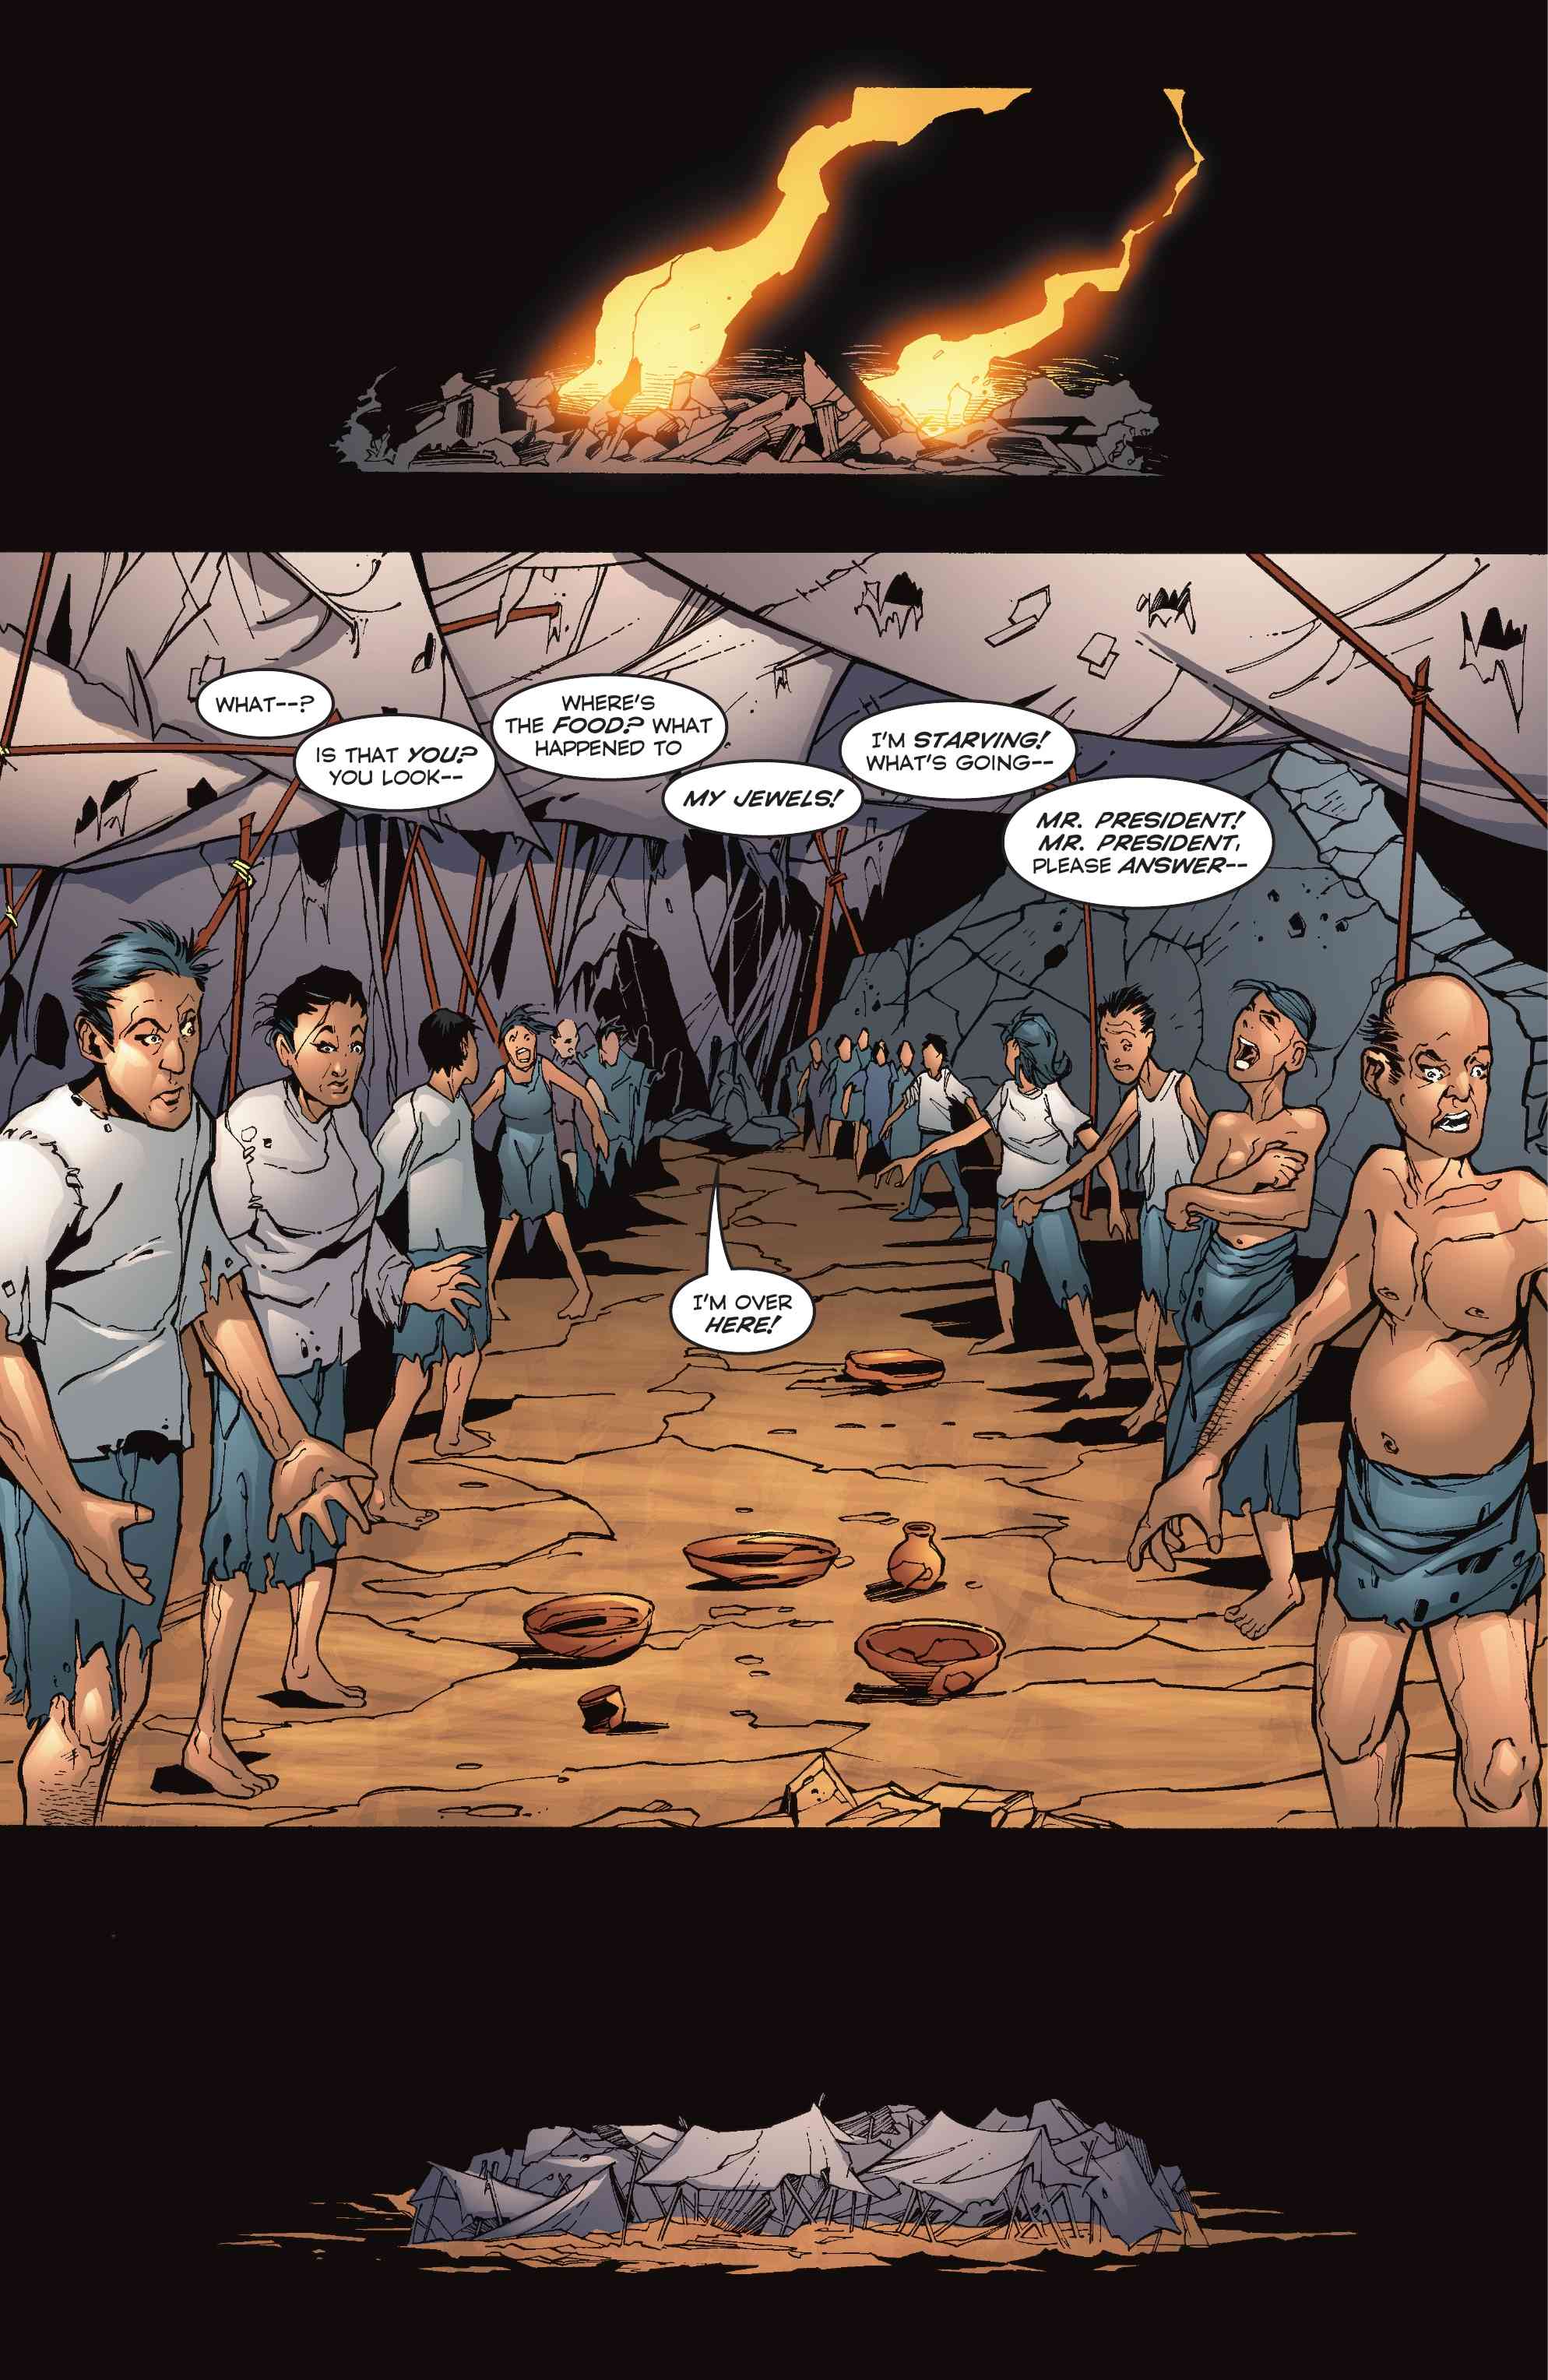 WHAT--?
IS THAT YOU?
YOU LOOK--
WHERE'S
THE FOOD? WHAT
HAPPENED TO
MY JEWELS!
I'M STARVING!
WHAT'S GOING--
MR. PRESIDENT!
MR. PRESIDENT,
PLEASE ANSWER--
I'M OVER
HERE!